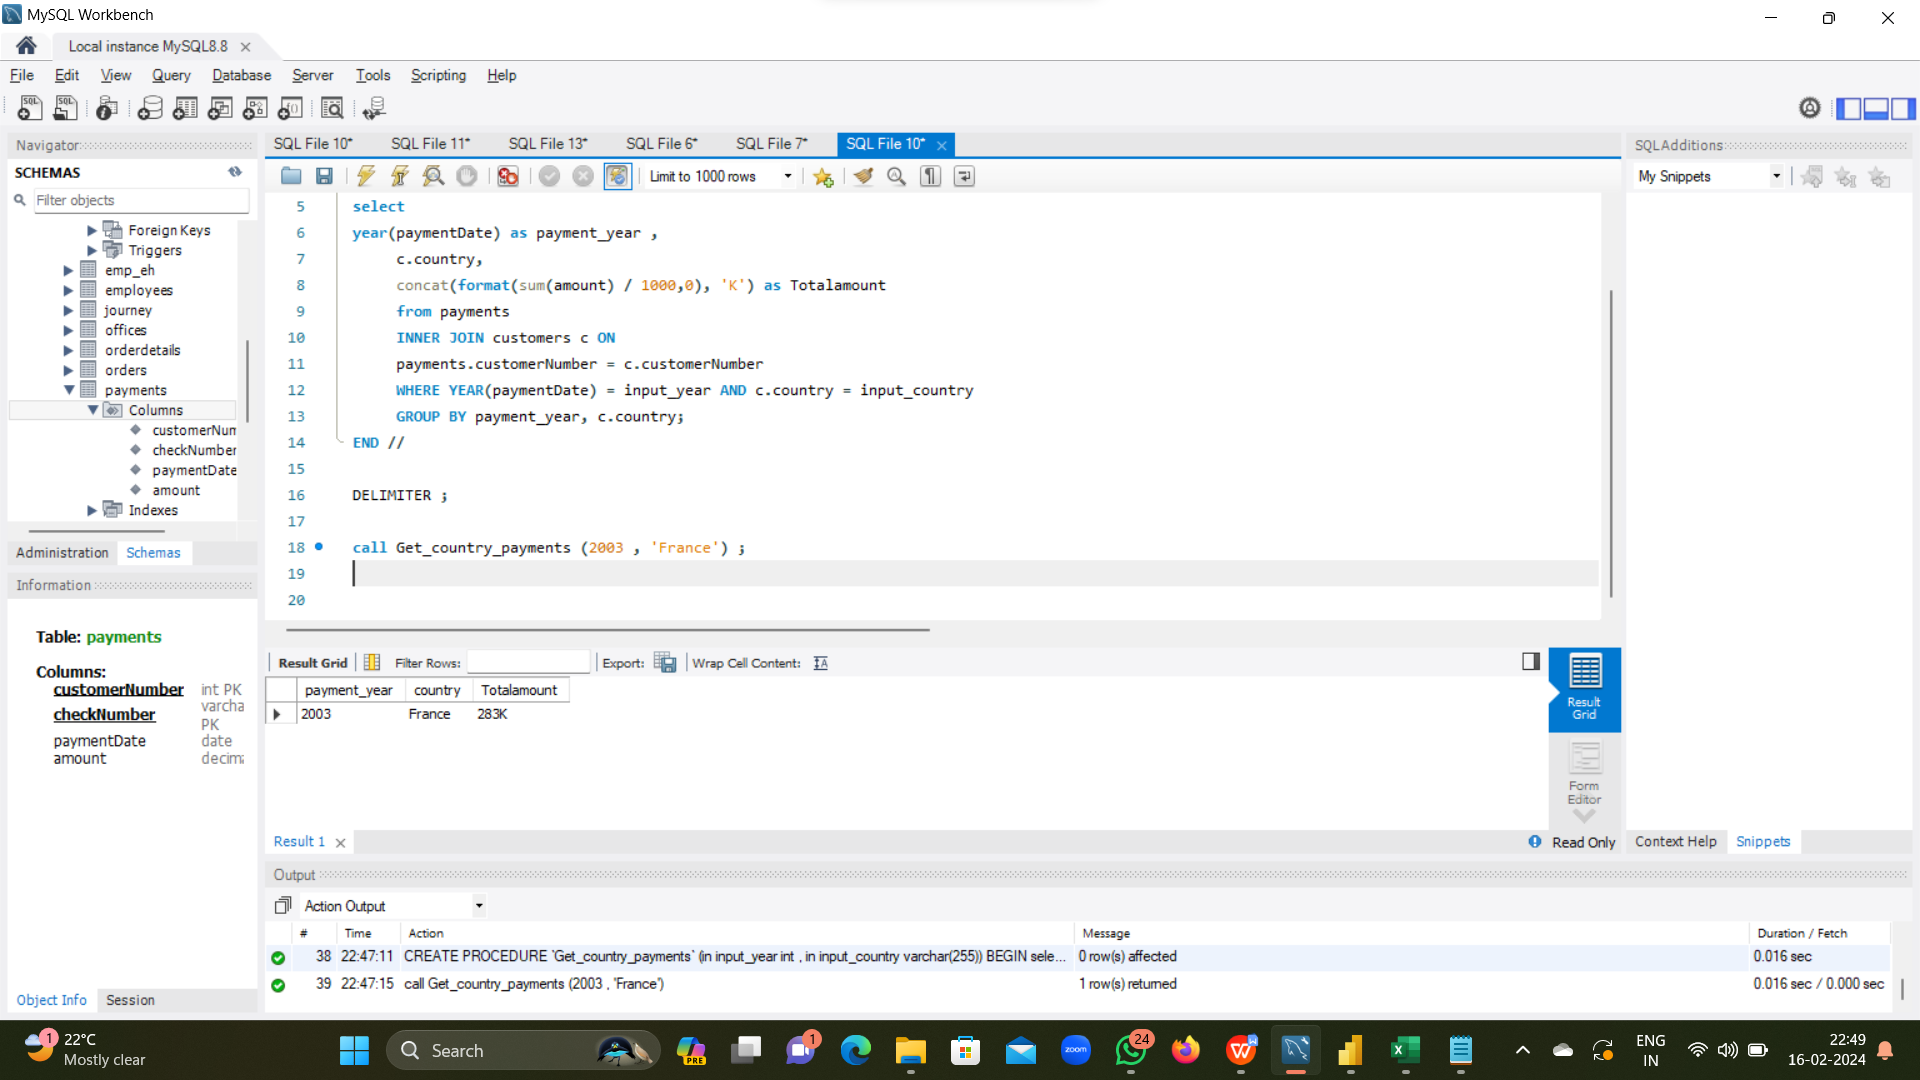 MySQL Workbench
Local instance MySQL8.8
File Edit View Query Database Server Tools Scripting Help
Navigator
SCHEMAS
Filter objects
Foreign Keys
Triggers
emp_eh
employees
journey
offices
orderdetails
orders
payments
Columns
customerNum
checkNumber
paymentDate
amount
Indexes
Administration Schemas
Information
Table: payments
Columns:
customerNumber int PK
checkNumber varcha
PK
paymentDate date
amount decima
Object Info Session
SQL File 10* SQL File 11* SQL File 13* SQL File 6* SQL File 7* SQL File 10*
Limit to 1000 rows
5 select
6 year(paymentDate) as payment_year ,
7 c.country,
8 concat(format(sum(amount) / 1000,0), 'K') as Totalamount
9 from payments
10 INNER JOIN customers c ON
11 payments.customerNumber = c.customerNumber
12 WHERE YEAR(paymentDate) = input_year AND c.country = input_country
13 GROUP BY payment_year, c.country;
14 END //
15
16 DELIMITER ;
17
18 call Get_country_payments (2003 , 'France') ;
19
20
Result Grid Filter Rows: Export: Wrap Cell Content:
payment_year country Totalamount
2003 France 283K
Result Grid
Form Editor
Result 1
Read Only
SQLAdditions
My Snippets
Context Help Snippets
Output
Action Output
# Time Action Message Duration / Fetch
38 22:47:11 CREATE PROCEDURE `Get_country_payments` (in input_year int , in input_country varchar(255)) BEGIN sele... 0 row(s) affected 0.016 sec
39 22:47:15 call Get_country_payments (2003 , 'France') 1 row(s) returned 0.016 sec / 0.000 sec
1
22°C
Mostly clear
Search
PRE
1
zoom
24
ENG
IN
22:49
16-02-2024